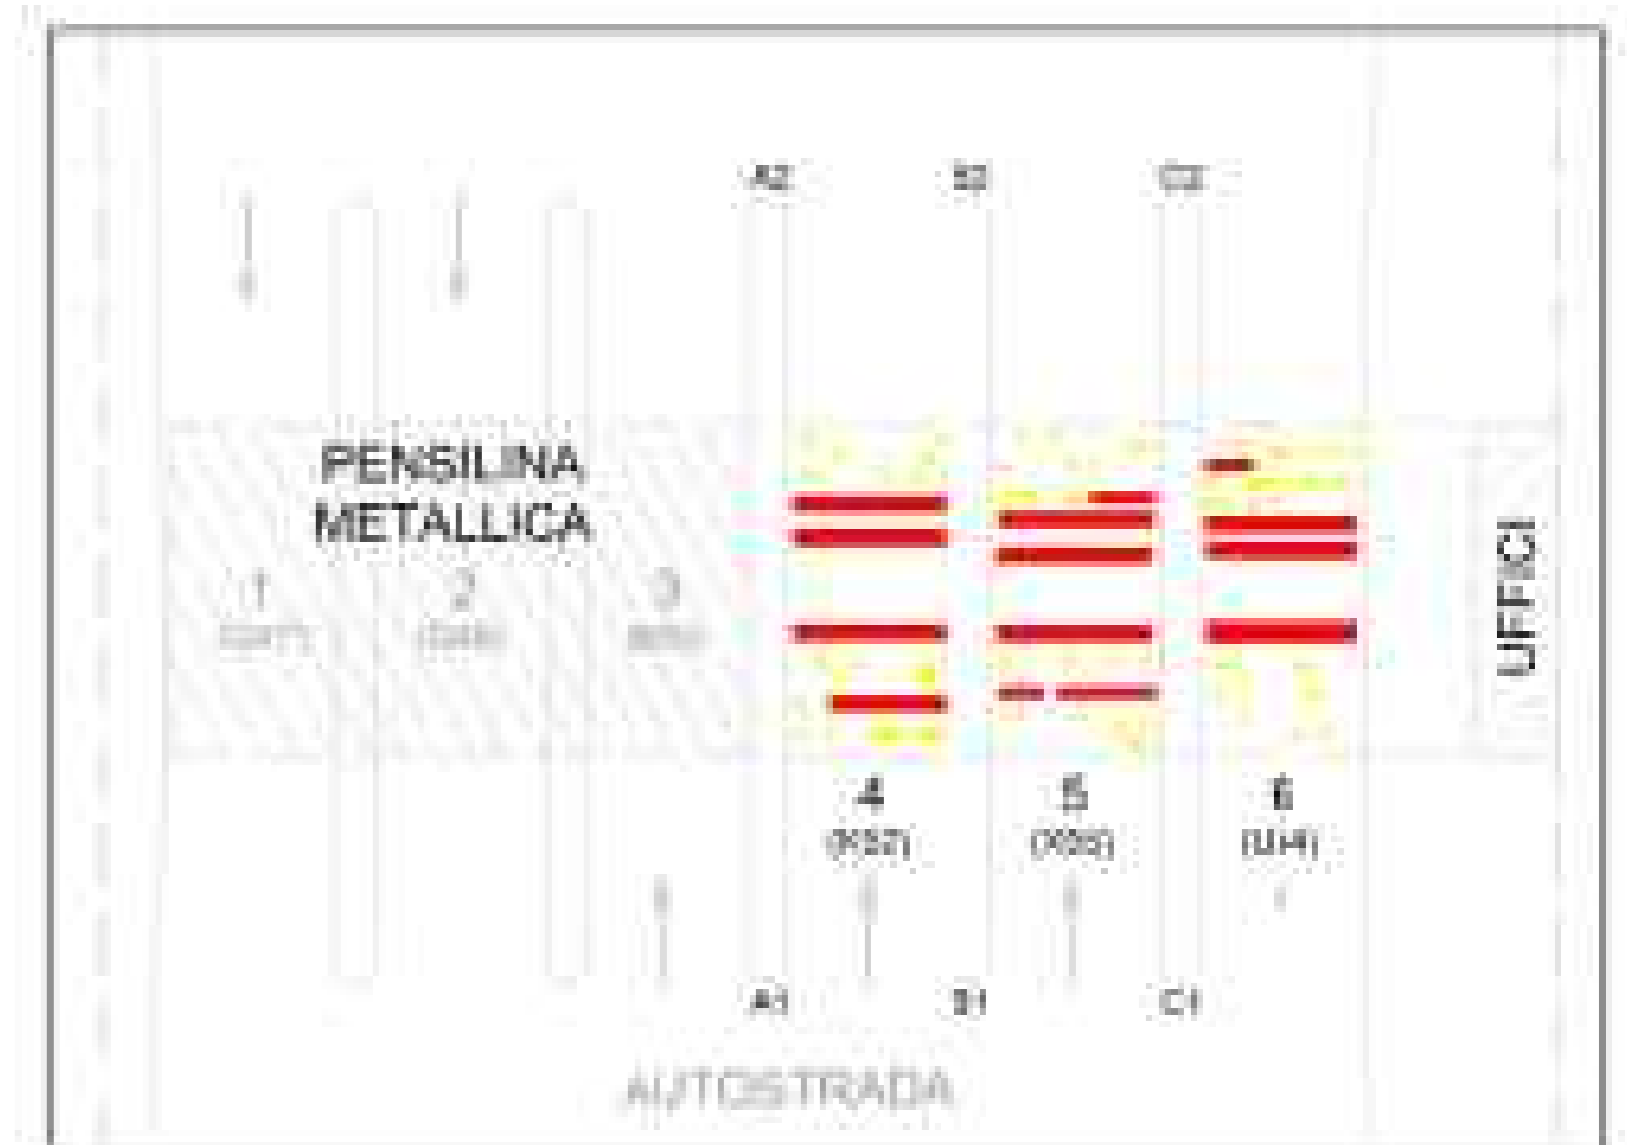 A2 B2 C2
PENSILINA
METALLICA
1 2 3
UFFICI
4 5 6
A1 B1 C1
AUTOSTRADA